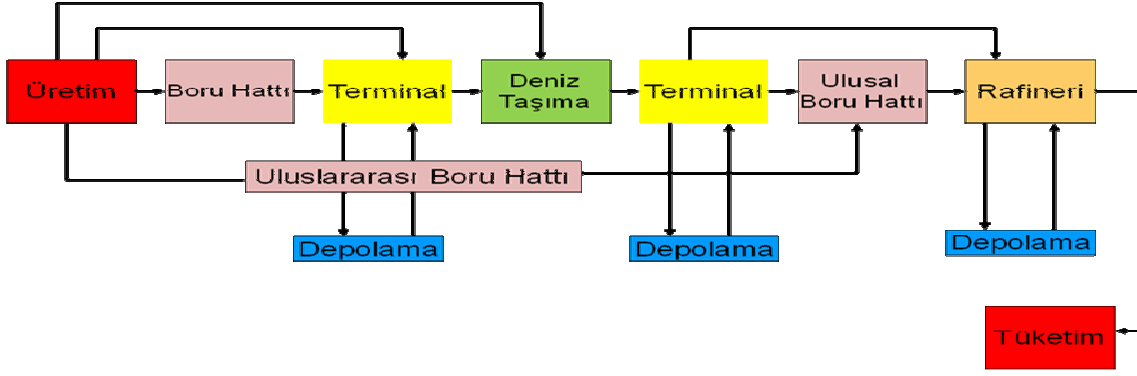 Üretim
Boru Hattı
Terminal
Deniz
Taşıma
Terminal
Ulusal
Boru Hattı
Rafineri
Uluslararası Boru Hattı
Depolama
Depolama
Depolama
Tüketim